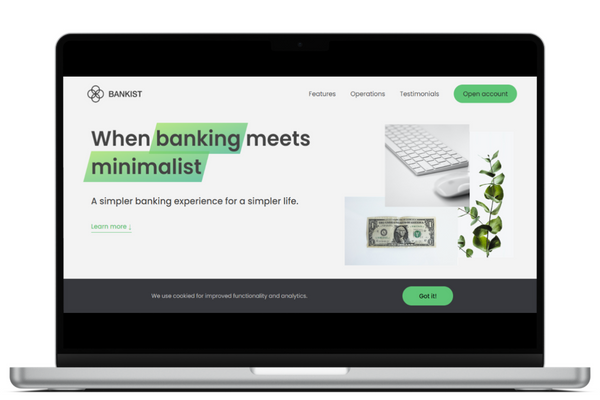 BANKIST
Features
Operations
Testimonials
Open account
When banking meets
minimalist
A simpler banking experience for a simpler life.
Learn more ↓
We use cookied for improved functionality and analytics.
Got it!